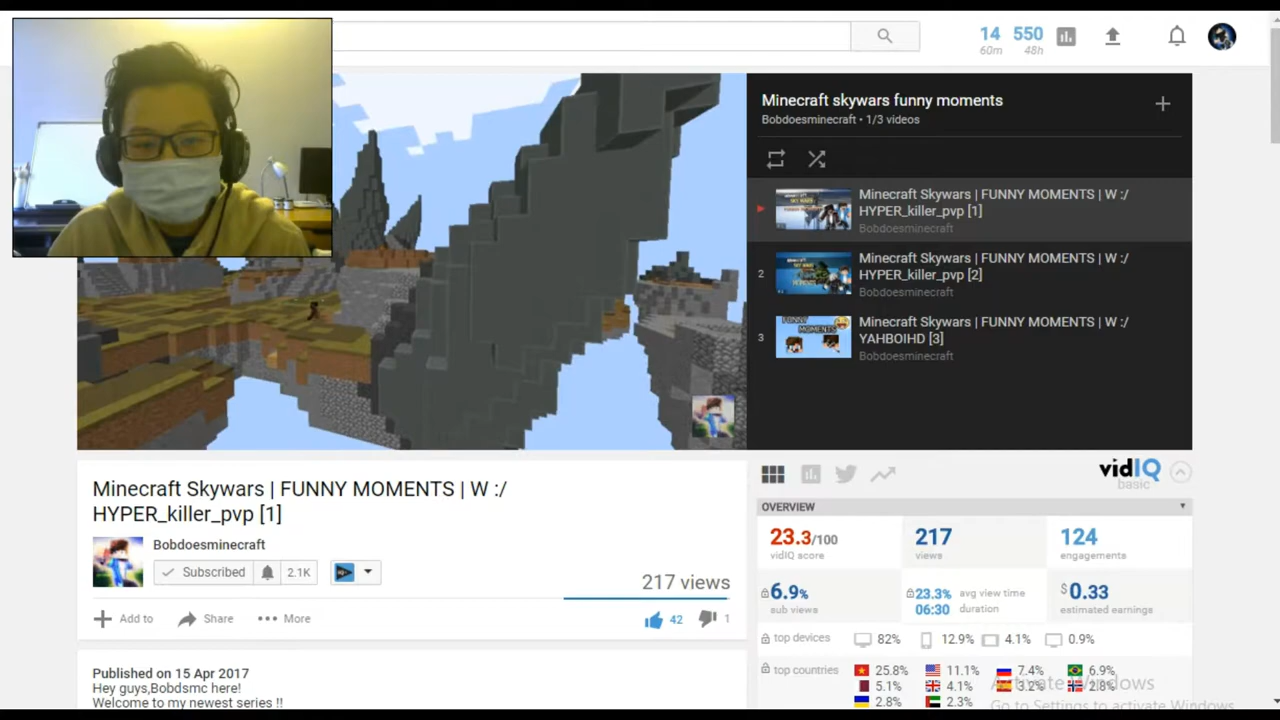 14 550
60m 48h
Minecraft skywars funny moments
Bobdoesminecraft • 1/3 videos
Minecraft Skywars | FUNNY MOMENTS | W :/
HYPER_killer_pvp [1]
Bobdoesminecraft
2
Minecraft Skywars | FUNNY MOMENTS | W :/
HYPER_killer_pvp [2]
Bobdoesminecraft
3
Minecraft Skywars | FUNNY MOMENTS | W :/
YAHBOIHD [3]
Bobdoesminecraft
Minecraft Skywars | FUNNY MOMENTS | W :/
HYPER_killer_pvp [1]
Bobdoesminecraft
Subscribed 2.1K
217 views
Add to Share More
42 1
Published on 15 Apr 2017
Hey guys,Bobdsmc here!
Welcome to my newest series !!
vidIQ
basic
OVERVIEW
23.3/100 217 124
vidIQ score views engagements
6.9% 23.3% avg view time $0.33
sub views 06:30 duration estimated earnings
top devices 82% 12.9% 4.1% 0.9%
top countries 25.8% 11.1% 7.4% 6.9%
5.1% 4.1% 3.2% 2.8%
2.8% 2.3%
Activate Windows
Go to Settings to activate Windows.